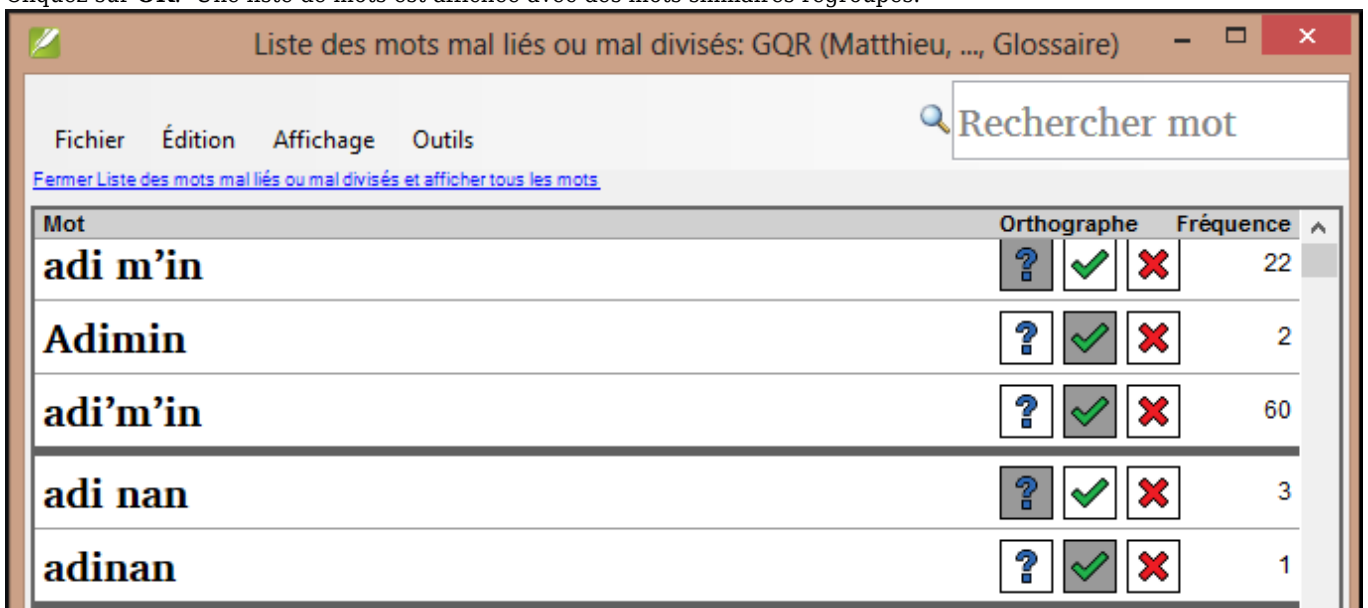 Cliquez sur OK. Une liste de mots est affichée avec des mots similaires regroupés.
Liste des mots mal liés ou mal divisés: GQR (Matthieu, ..., Glossaire)
Rechercher mot
Fichier Édition Affichage Outils
Fermer Liste des mots mal liés ou mal divisés et afficher tous les mots
Mot Orthographe Fréquence
adi m’in 22
Adimin 2
adi’m’in 60
adi nan 3
adinan 1